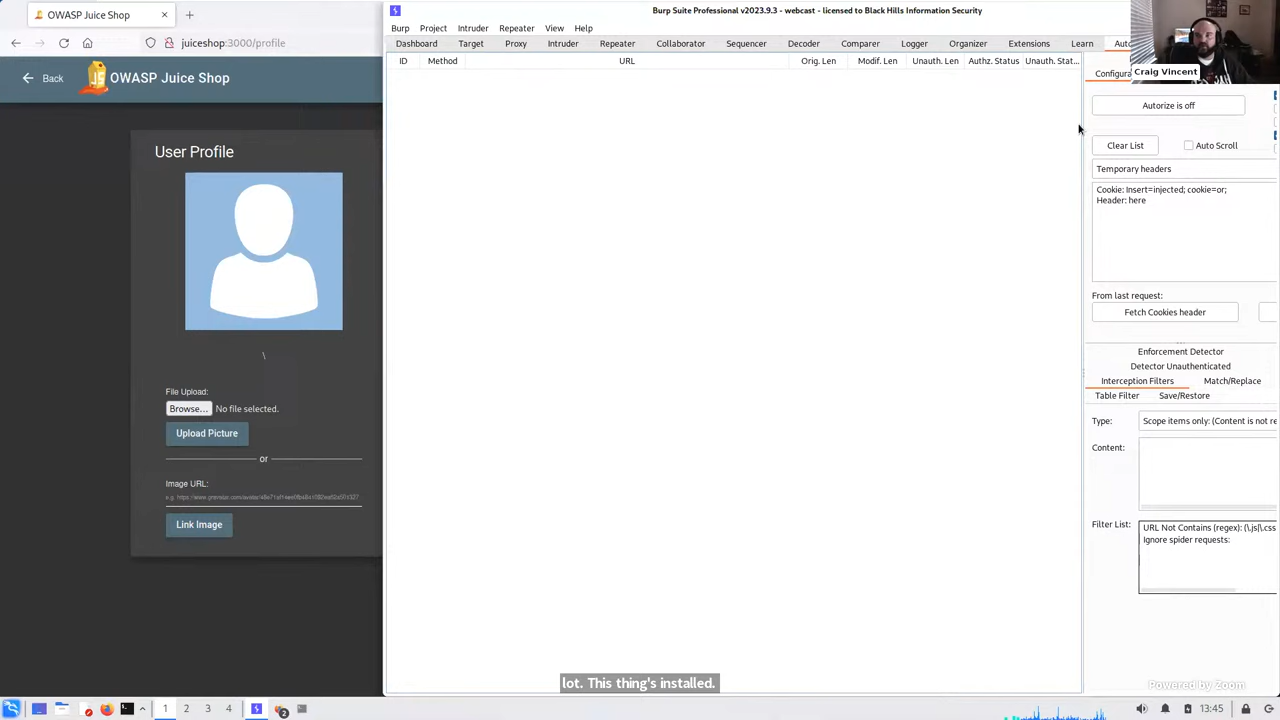 OWASP Juice Shop
Burp Suite Professional v2023.9.3 - webcast - licensed to Black Hills Information Security
juiceshop:3000/profile
Burp Project Intruder Repeater View Help
Dashboard Target Proxy Intruder Repeater Collaborator Sequencer Decoder Comparer Logger Organizer Extensions Learn
ID Method URL Orig. Len Modif. Len Unauth. Len Authz. Status Unauth. Stat...
Craig Vincent
Back
OWASP Juice Shop
User Profile
\
File Upload:
Browse... No file selected.
Upload Picture
or
Image URL:
Link Image
Autorize is off
Clear List Auto Scroll
Temporary headers
Cookie: Insert=injected; cookie=or;
Header: here
From last request:
Fetch Cookies header
Enforcement Detector
Detector Unauthenticated
Interception Filters Match/Replace
Table Filter Save/Restore
Type: Scope items only: (Content is not re
Content:
Filter List: URL Not Contains (regex): (\.js|\.css
Ignore spider requests:
lot. This thing's installed.
Powered by Zoom
1 2 3 4
2
13:45